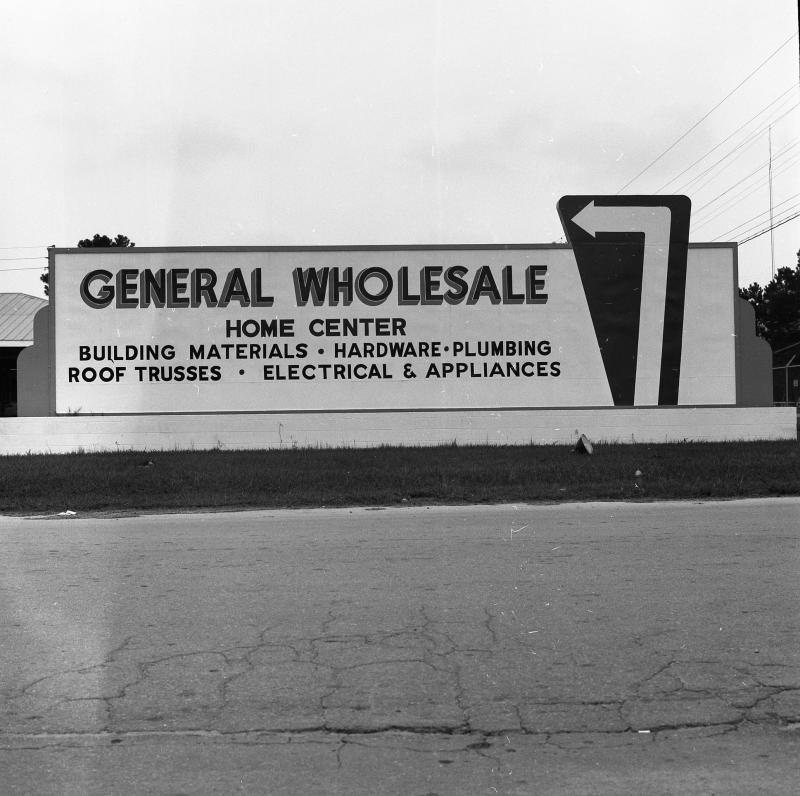 GENERAL WHOLESALE
HOME CENTER
BUILDING MATERIALS • HARDWARE • PLUMBING
ROOF TRUSSES • ELECTRICAL & APPLIANCES